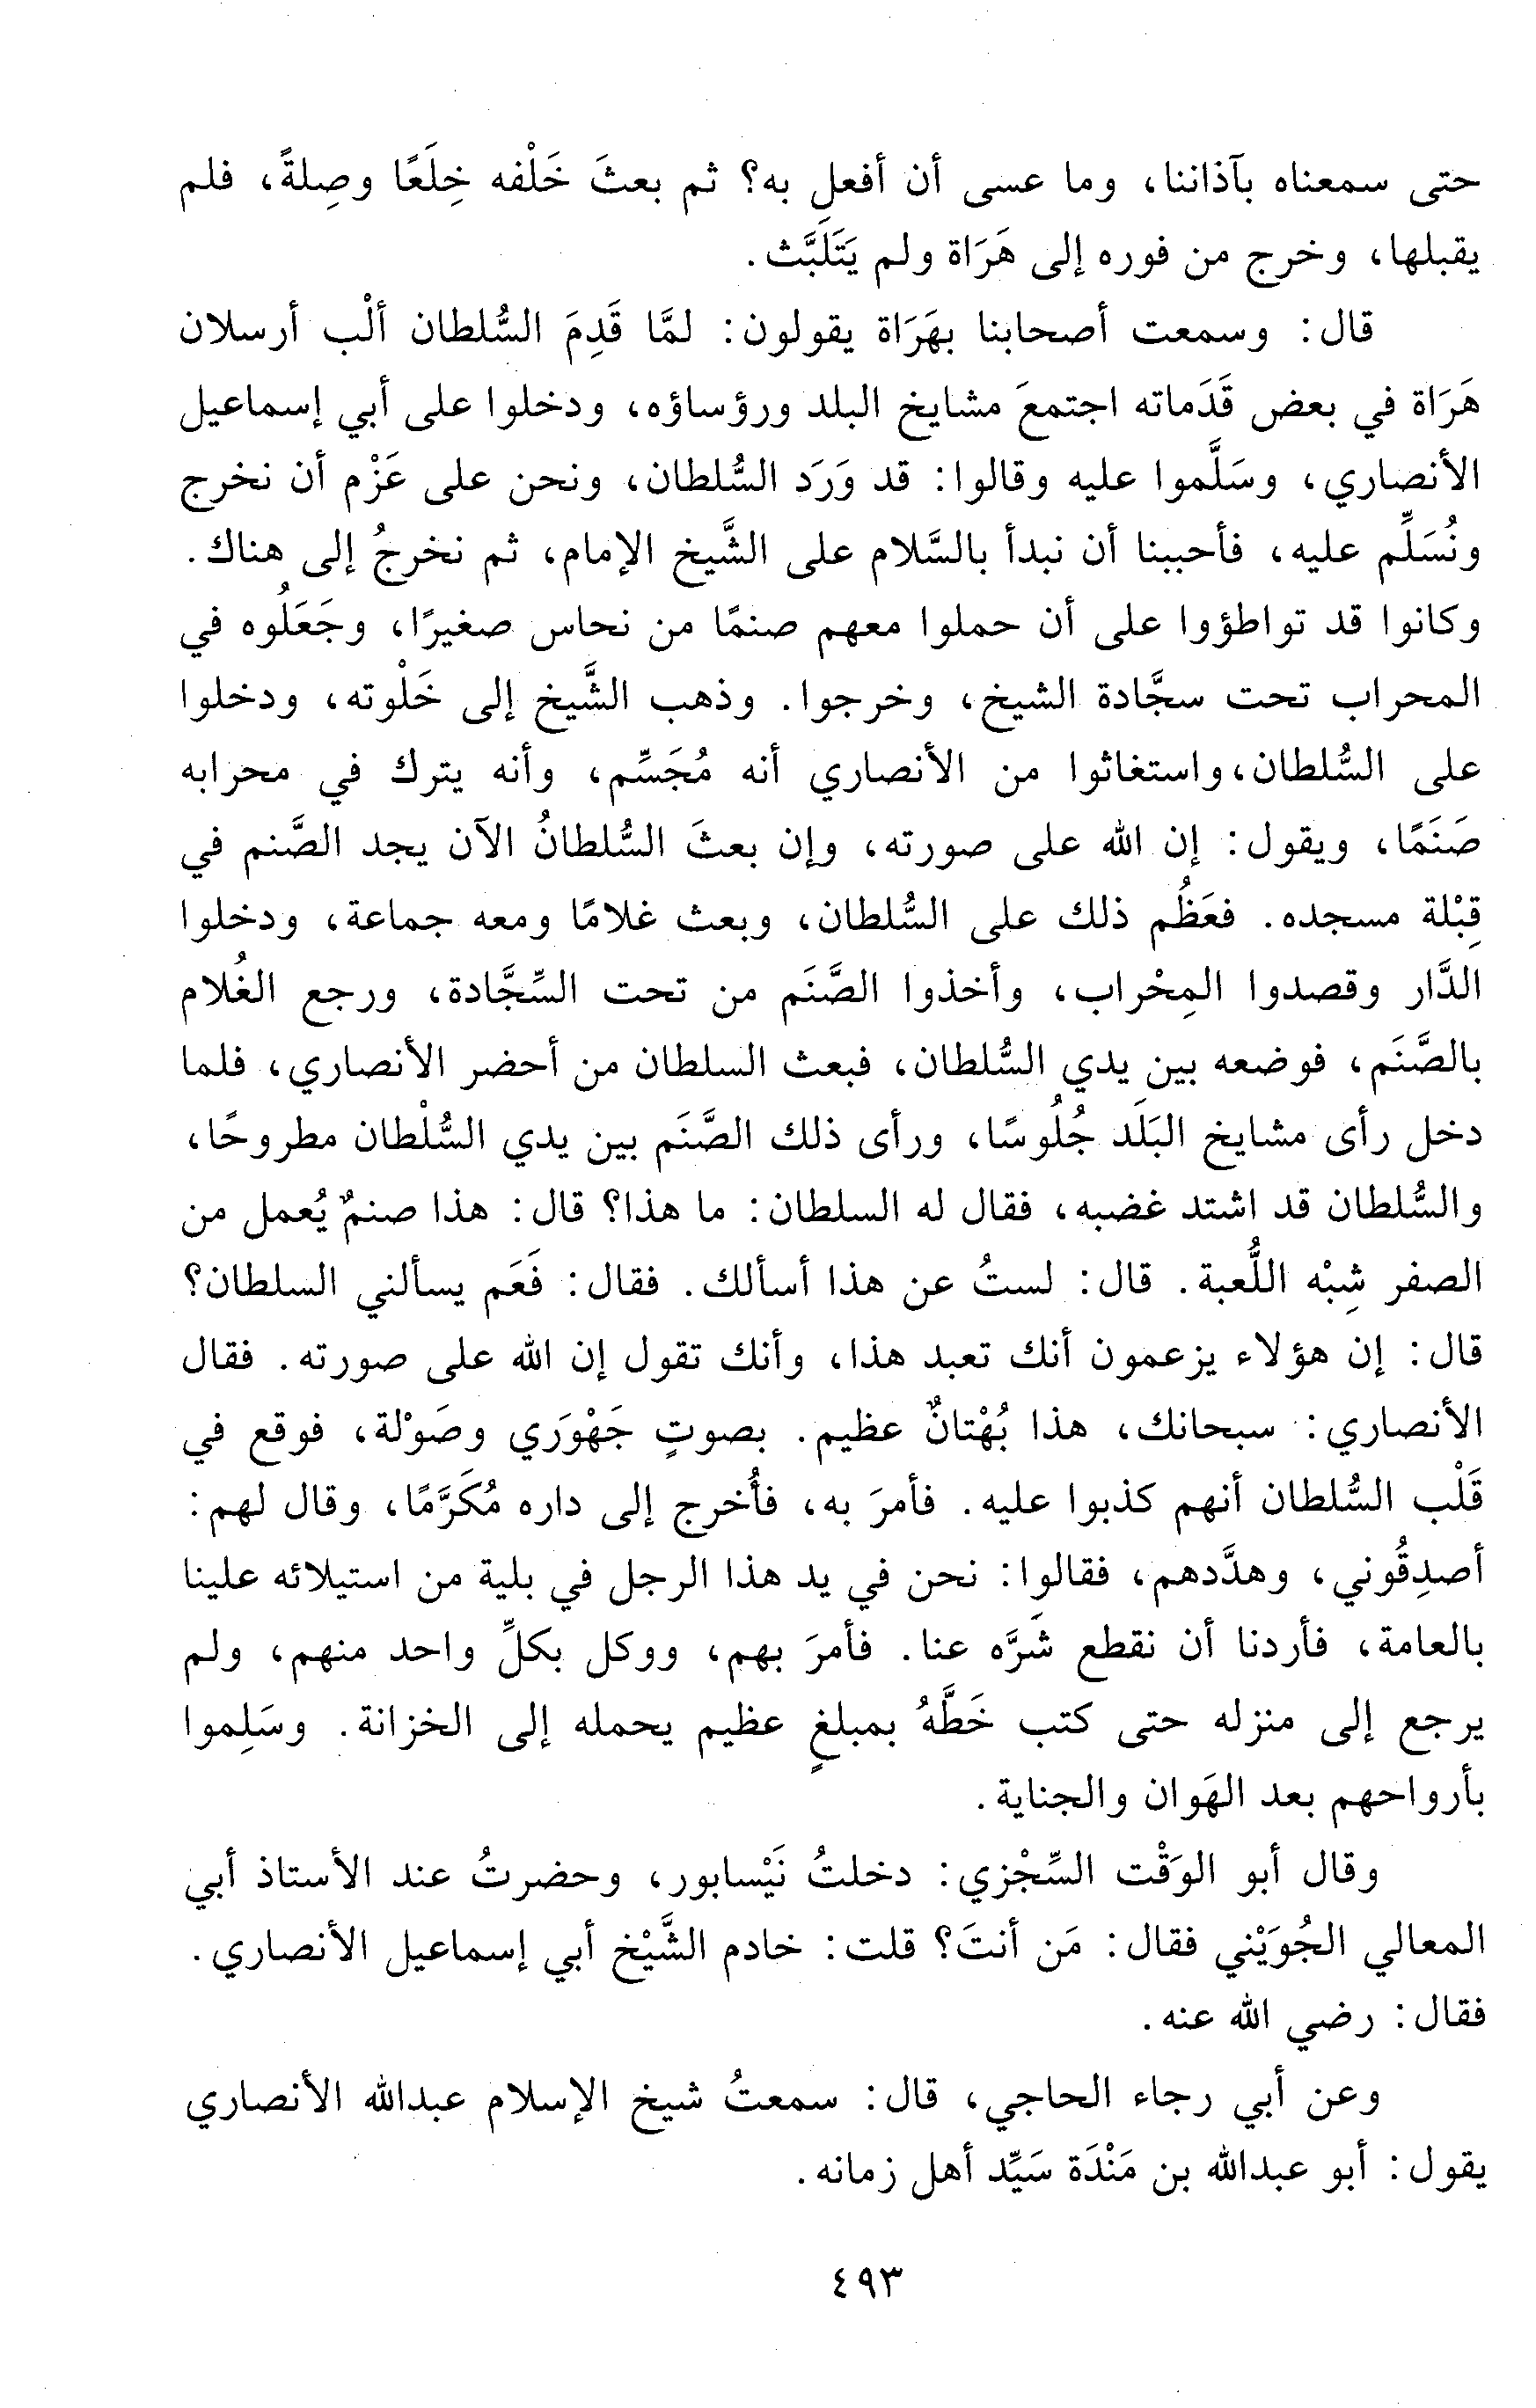 حتى سمعناه بآذاننا، وما عسى أن أفعل به؟ ثم بعثَ خَلْفه خِلَعًا وصِلةً، فلم
يقبلها، وخرج من فوره إلى هَرَاة ولم يَتَلَبَّث.
قال: وسمعت أصحابنا بهَرَاة يقولون: لمَّا قَدِمَ السُّلطان ألْب أرسلان
هَرَاة في بعض قَدَماته اجتمعَ مشايخ البلد ورؤساؤه، ودخلوا على أبي إسماعيل
الأنصاري، وسَلَّموا عليه وقالوا: قد وَرَد السُّلطان، ونحن على عَزْم أن نخرج
ونُسَلِّم عليه، فأحببنا أن نبدأ بالسَّلام على الشَّيخ الإمام، ثم نخرجُ إلى هناك.
وكانوا قد تواطؤوا على أن حملوا معهم صنمًا من نحاس صغيرًا، وجَعَلُوه في
المحراب تحت سجَّادة الشيخ، وخرجوا. وذهب الشَّيخ إلى خَلْوته، ودخلوا
على السُّلطان، واستغاثوا من الأنصاري أنه مُجَسِّم، وأنه يترك في محرابه
صَنَمًا، ويقول: إن الله على صورته، وإن بعثَ السُّلطانُ الآن يجد الصَّنم في
قِبْلة مسجده. فعَظُم ذلك على السُّلطان، وبعث غلامًا ومعه جماعة، ودخلوا
الدَّار وقصدوا المِحْراب، وأخذوا الصَّنَم من تحت السِّجَّادة، ورجع الغُلام
بالصَّنَم، فوضعه بين يدي السُّلطان، فبعث السلطان من أحضر الأنصاري، فلما
دخل رأى مشايخ البَلَد جُلُوسًا، ورأى ذلك الصَّنَم بين يدي السُّلْطان مطروحًا،
والسُّلطان قد اشتد غضبه، فقال له السلطان: ما هذا؟ قال: هذا صنمٌ يُعمل من
الصفر شِبْه اللُّعبة. قال: لستُ عن هذا أسألك. فقال: فَعَم يسألني السلطان؟
قال: إن هؤلاء يزعمون أنك تعبد هذا، وأنك تقول إن الله على صورته. فقال
الأنصاري: سبحانك، هذا بُهْتانٌ عظيم. بصوتٍ جَهْوَري وصَوْلة، فوقع في
قَلْب السُّلطان أنهم كذبوا عليه. فأمرَ به، فأُخرج إلى داره مُكَرَّمًا، وقال لهم:
أصدِقُوني، وهدَّدهم، فقالوا: نحن في يد هذا الرجل في بلية من استيلائه علينا
بالعامة، فأردنا أن نقطع شَرَّه عنا. فأمرَ بهم، ووكل بكلِّ واحد منهم، ولم
يرجع إلى منزله حتى كتب خَطَّهُ بمبلغٍ عظيم يحمله إلى الخزانة. وسَلِموا
بأرواحهم بعد الهَوان والجناية.
وقال أبو الوَقْت السِّجْزي: دخلتُ نَيْسابور، وحضرتُ عند الأستاذ أبي
المعالي الجُوَيْني فقال: مَن أنتَ؟ قلت: خادم الشَّيْخ أبي إسماعيل الأنصاري.
فقال: رضي الله عنه.
وعن أبي رجاء الحاجي، قال: سمعتُ شيخ الإسلام عبدالله الأنصاري
يقول: أبو عبدالله بن مَنْدَة سَيِّد أهل زمانه.
٤٩٣